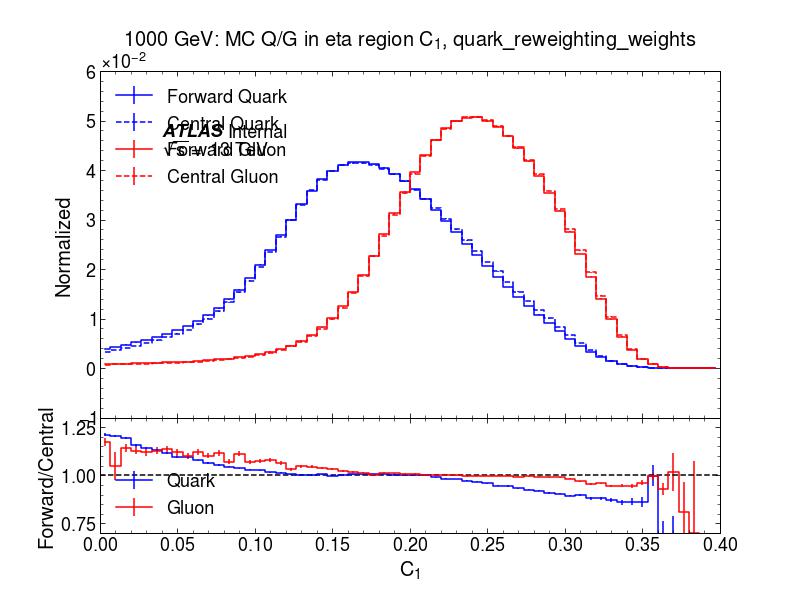 1000 GeV: MC Q/G in eta region C₁, quark_reweighting_weights
×10⁻²
6
5
4
3
2
1
0
−1
Normalized
Forward Quark
Central Quark
ATLAS Internal
Forward Gluon
√s = 13 TeV
Central Gluon
1.25
1.00
0.75
Forward/Central
Quark
Gluon
0.00 0.05 0.10 0.15 0.20 0.25 0.30 0.35 0.40
C₁